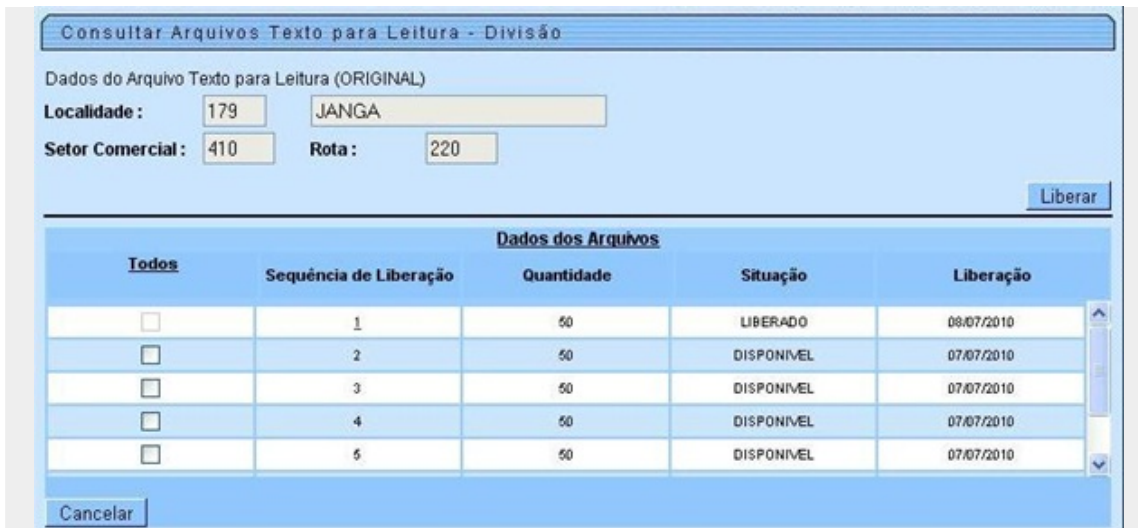 Consultar Arquivos Texto para Leitura - Divisão
Dados do Arquivo Texto para Leitura (ORIGINAL)
Localidade : 179 JANGA
Setor Comercial : 410 Rota : 220
Liberar
Dados dos Arquivos
Todos Sequência de Liberação Quantidade Situação Liberação
1 50 LIBERADO 08/07/2010
2 50 DISPONIVEL 07/07/2010
3 50 DISPONIVEL 07/07/2010
4 50 DISPONIVEL 07/07/2010
5 50 DISPONIVEL 07/07/2010
Cancelar